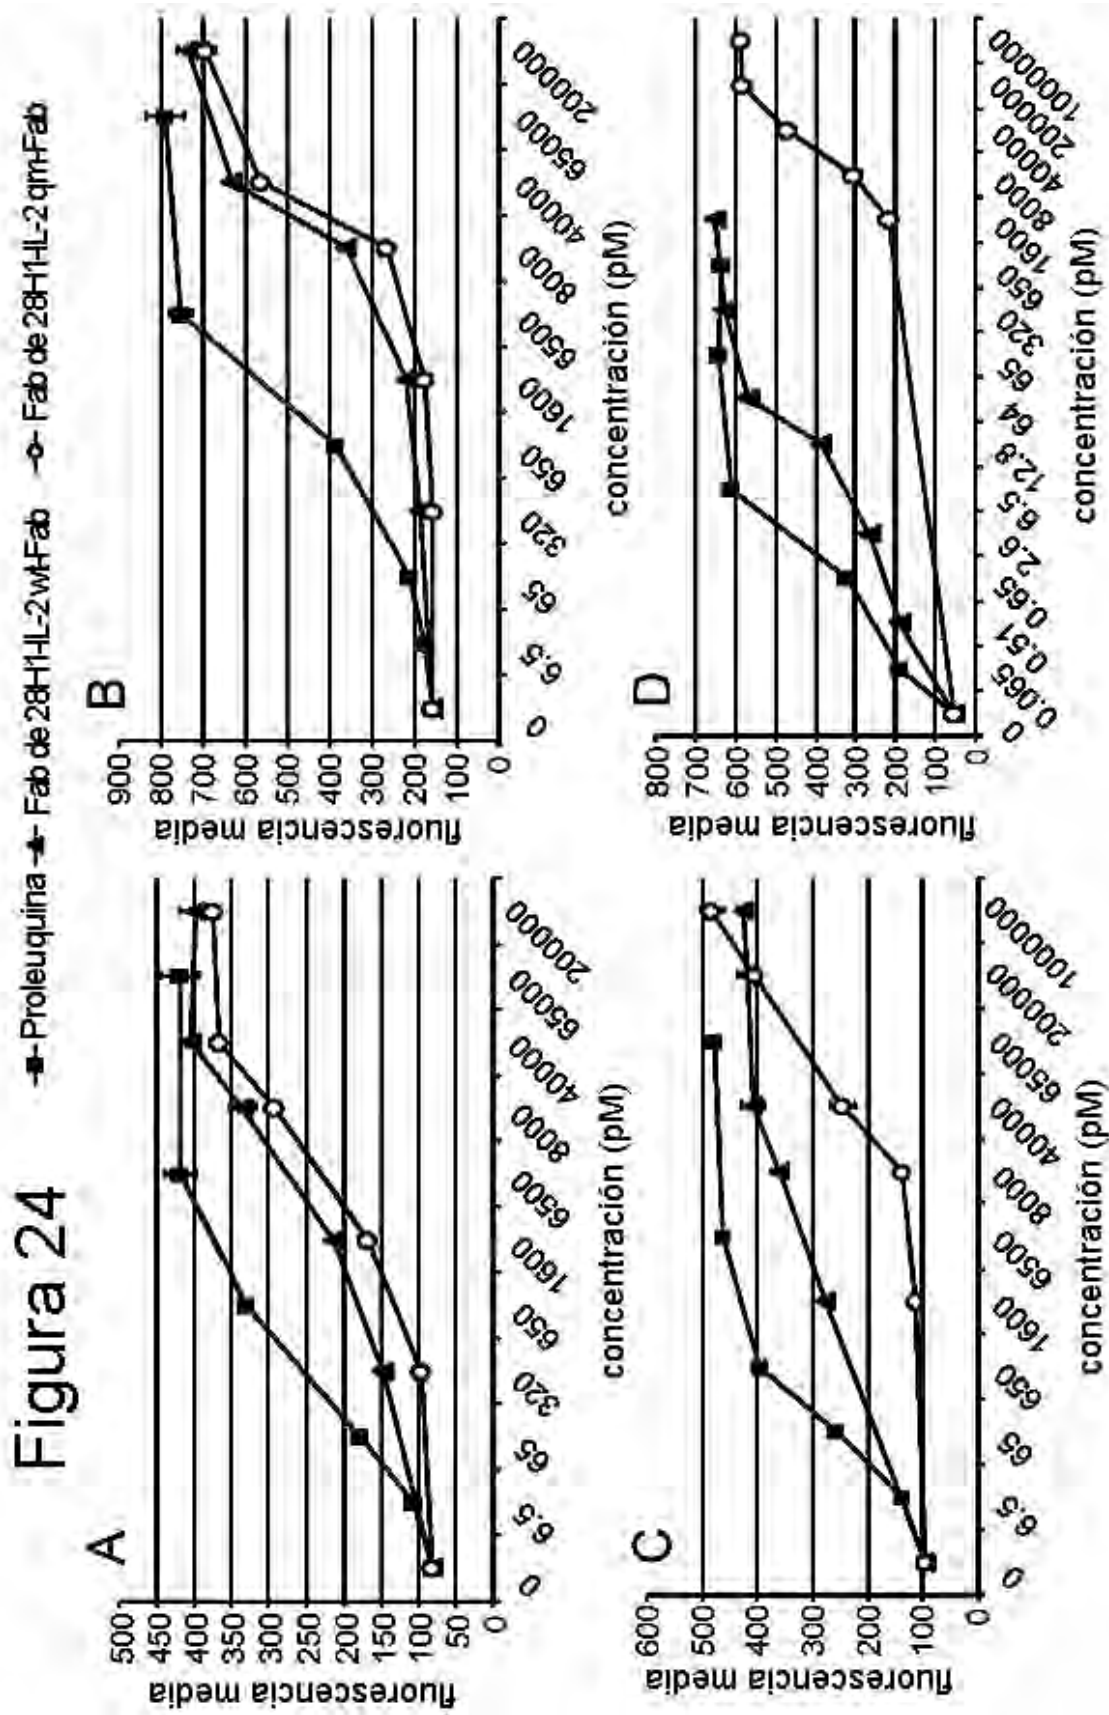 Figura 24
Proleuquina Fab de 28H1-IL-2 wt-Fab Fab de 28H1-IL-2 qm-Fab
A
fluorescencia media
500
450
400
350
300
250
200
150
100
50
0
0 6.5 65 320 650 1600 6500 8000 40000 65000 200000
concentración (pM)
B
fluorescencia media
900
800
700
600
500
400
300
200
100
0
0 6.5 65 320 650 1600 6500 8000 40000 65000 200000
concentración (pM)
C
fluorescencia media
600
500
400
300
200
100
0
0 6.5 65 650 1600 6500 8000 40000 65000 200000 1000000
concentración (pM)
D
fluorescencia media
800
700
600
500
400
300
200
100
0
0 0.065 0.51 0.65 2.6 6.5 12.8 64 65 320 650 1600 8000 40000 200000 1000000
concentración (pM)